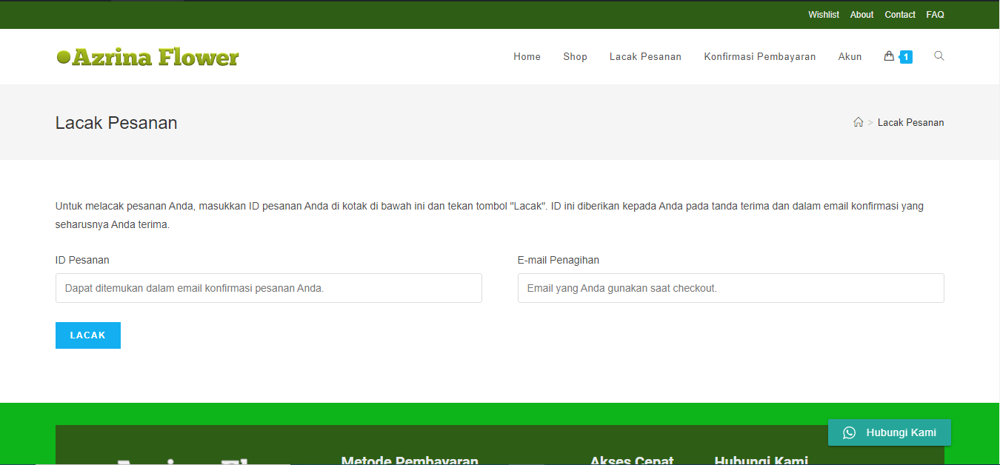 Wishlist About Contact FAQ
Azrina Flower
Home Shop Lacak Pesanan Konfirmasi Pembayaran Akun 1
Lacak Pesanan
> Lacak Pesanan
Untuk melacak pesanan Anda, masukkan ID pesanan Anda di kotak di bawah ini dan tekan tombol "Lacak". ID ini diberikan kepada Anda pada tanda terima dan dalam email konfirmasi yang
seharusnya Anda terima.
ID Pesanan
E-mail Penagihan
Dapat ditemukan dalam email konfirmasi pesanan Anda.
Email yang Anda gunakan saat checkout.
LACAK
Hubungi Kami
Metode Pembayaran
Akses Cepat
Hubungi Kami